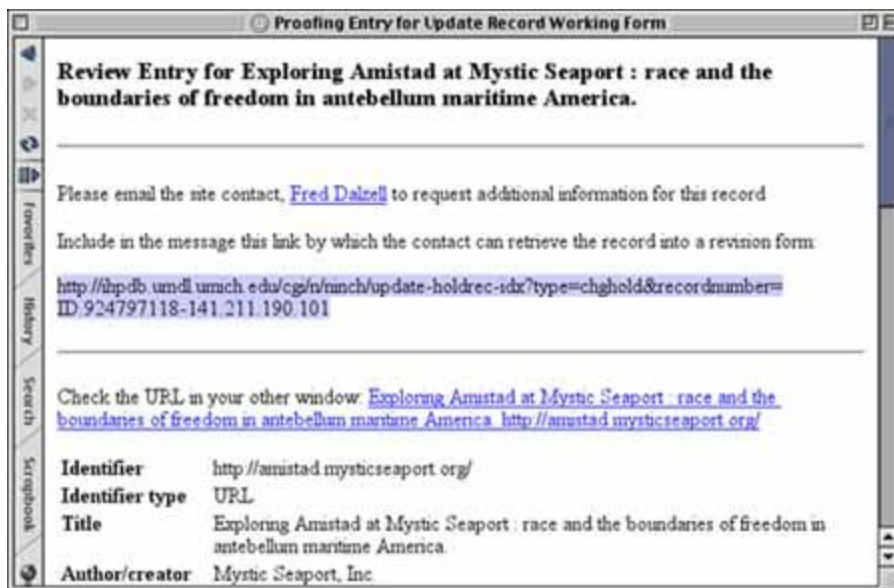 Proofing Entry for Update Record Working Form
Review Entry for Exploring Amistad at Mystic Seaport : race and the
boundaries of freedom in antebellum maritime America.
Please email the site contact, Fred Dalzell to request additional information for this record
Include in the message this link by which the contact can retrieve the record into a revision form:
http://ihpdb.umdl.umich.edu/cgi/n/ninch/update-holdrec-idx?type=chghold&recordnumber=
ID.924797118-141.211.190.101
Check the URL in your other window: Exploring Amistad at Mystic Seaport : race and the
boundaries of freedom in antebellum maritime America. http://amistad.mysticseaport.org/
Identifier http://amistad.mysticseaport.org/
Identifier type URL
Title Exploring Amistad at Mystic Seaport : race and the boundaries of freedom in
antebellum maritime America.
Author/creator Mystic Seaport, Inc.
Favorites
History
Search
Scrapbook